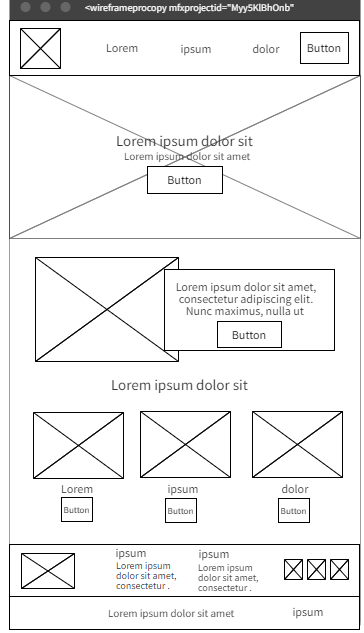 <wireframeprocopy mfxprojectid="Myy5KlBhOnb"
Lorem ipsum dolor Button
Lorem ipsum dolor sit
Lorem ipsum dolor sit amet
Button
Lorem ipsum dolor sit amet,
consectetur adipiscing elit.
Nunc maximus, nulla ut
Button
Lorem ipsum dolor sit
Lorem ipsum dolor
Button Button Button
ipsum
Lorem ipsum
dolor sit amet,
consectetur .
ipsum
Lorem ipsum
dolor sit amet,
consectetur .
Lorem ipsum dolor sit amet
ipsum